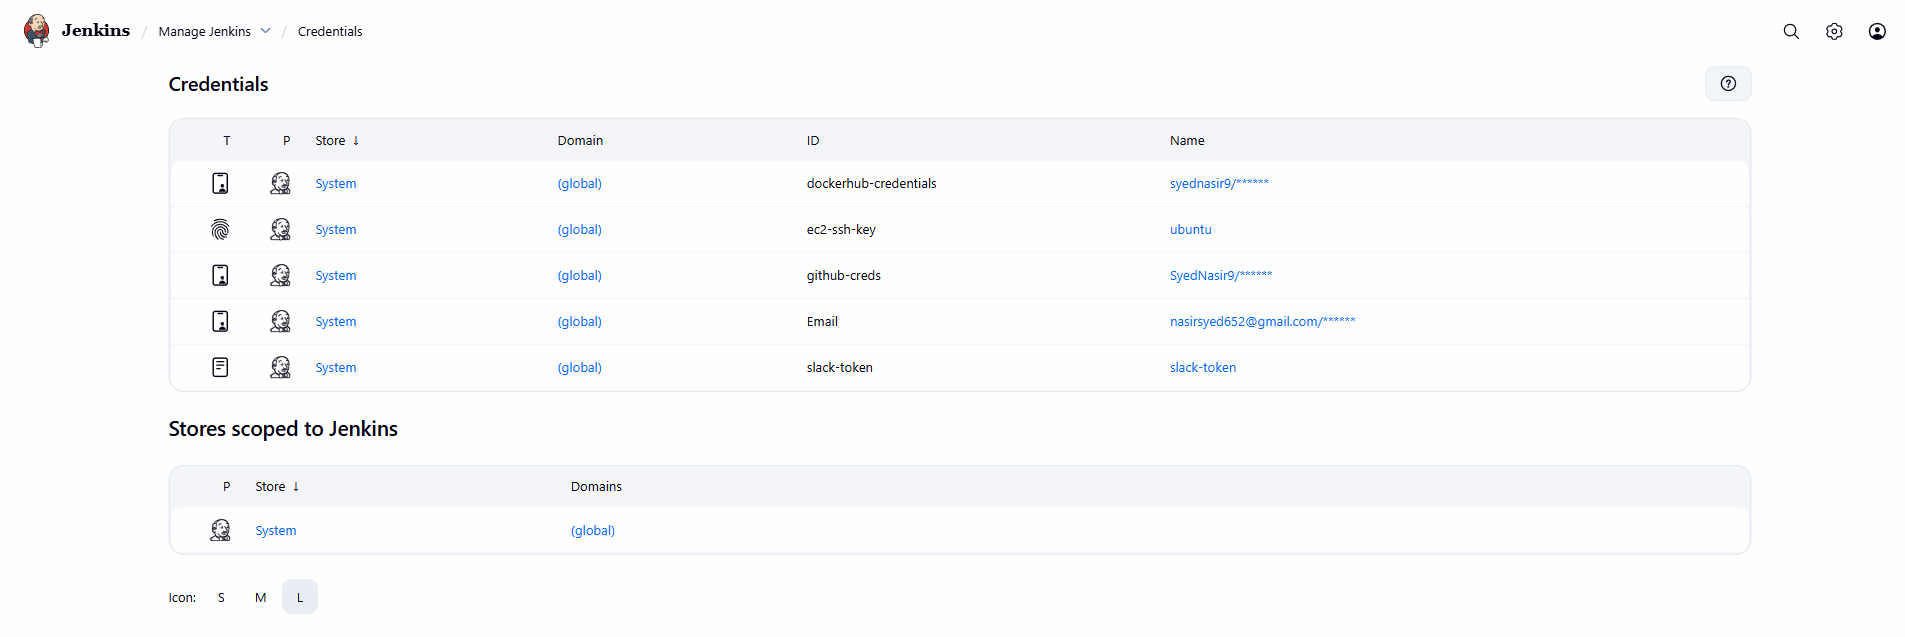 Jenkins / Manage Jenkins / Credentials
Credentials
T P Store ↓ Domain ID Name
System (global) dockerhub-credentials syednasir9/******
System (global) ec2-ssh-key ubuntu
System (global) github-creds SyedNasir9/******
System (global) Email nasirsyed652@gmail.com/******
System (global) slack-token slack-token
Stores scoped to Jenkins
P Store ↓ Domains
System (global)
Icon: S M L